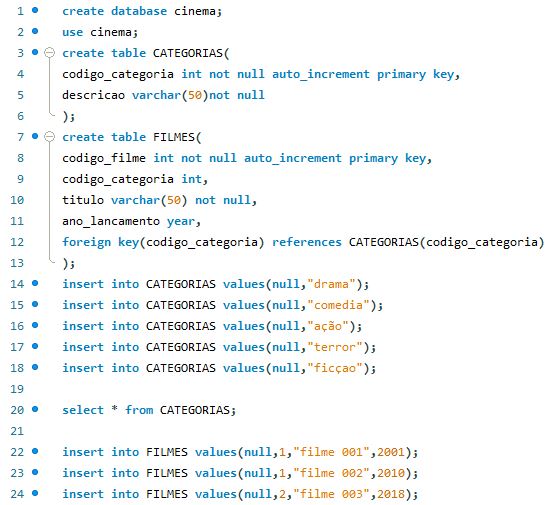 1 create database cinema;
2 use cinema;
3 create table CATEGORIAS(
4 codigo_categoria int not null auto_increment primary key,
5 descricao varchar(50)not null
6 );
7 create table FILMES(
8 codigo_filme int not null auto_increment primary key,
9 codigo_categoria int,
10 titulo varchar(50) not null,
11 ano_lancamento year,
12 foreign key(codigo_categoria) references CATEGORIAS(codigo_categoria)
13 );
14 insert into CATEGORIAS values(null,"drama");
15 insert into CATEGORIAS values(null,"comedia");
16 insert into CATEGORIAS values(null,"ação");
17 insert into CATEGORIAS values(null,"terror");
18 insert into CATEGORIAS values(null,"ficçao");
19
20 select * from CATEGORIAS;
21
22 insert into FILMES values(null,1,"filme 001",2001);
23 insert into FILMES values(null,1,"filme 002",2010);
24 insert into FILMES values(null,2,"filme 003",2018);